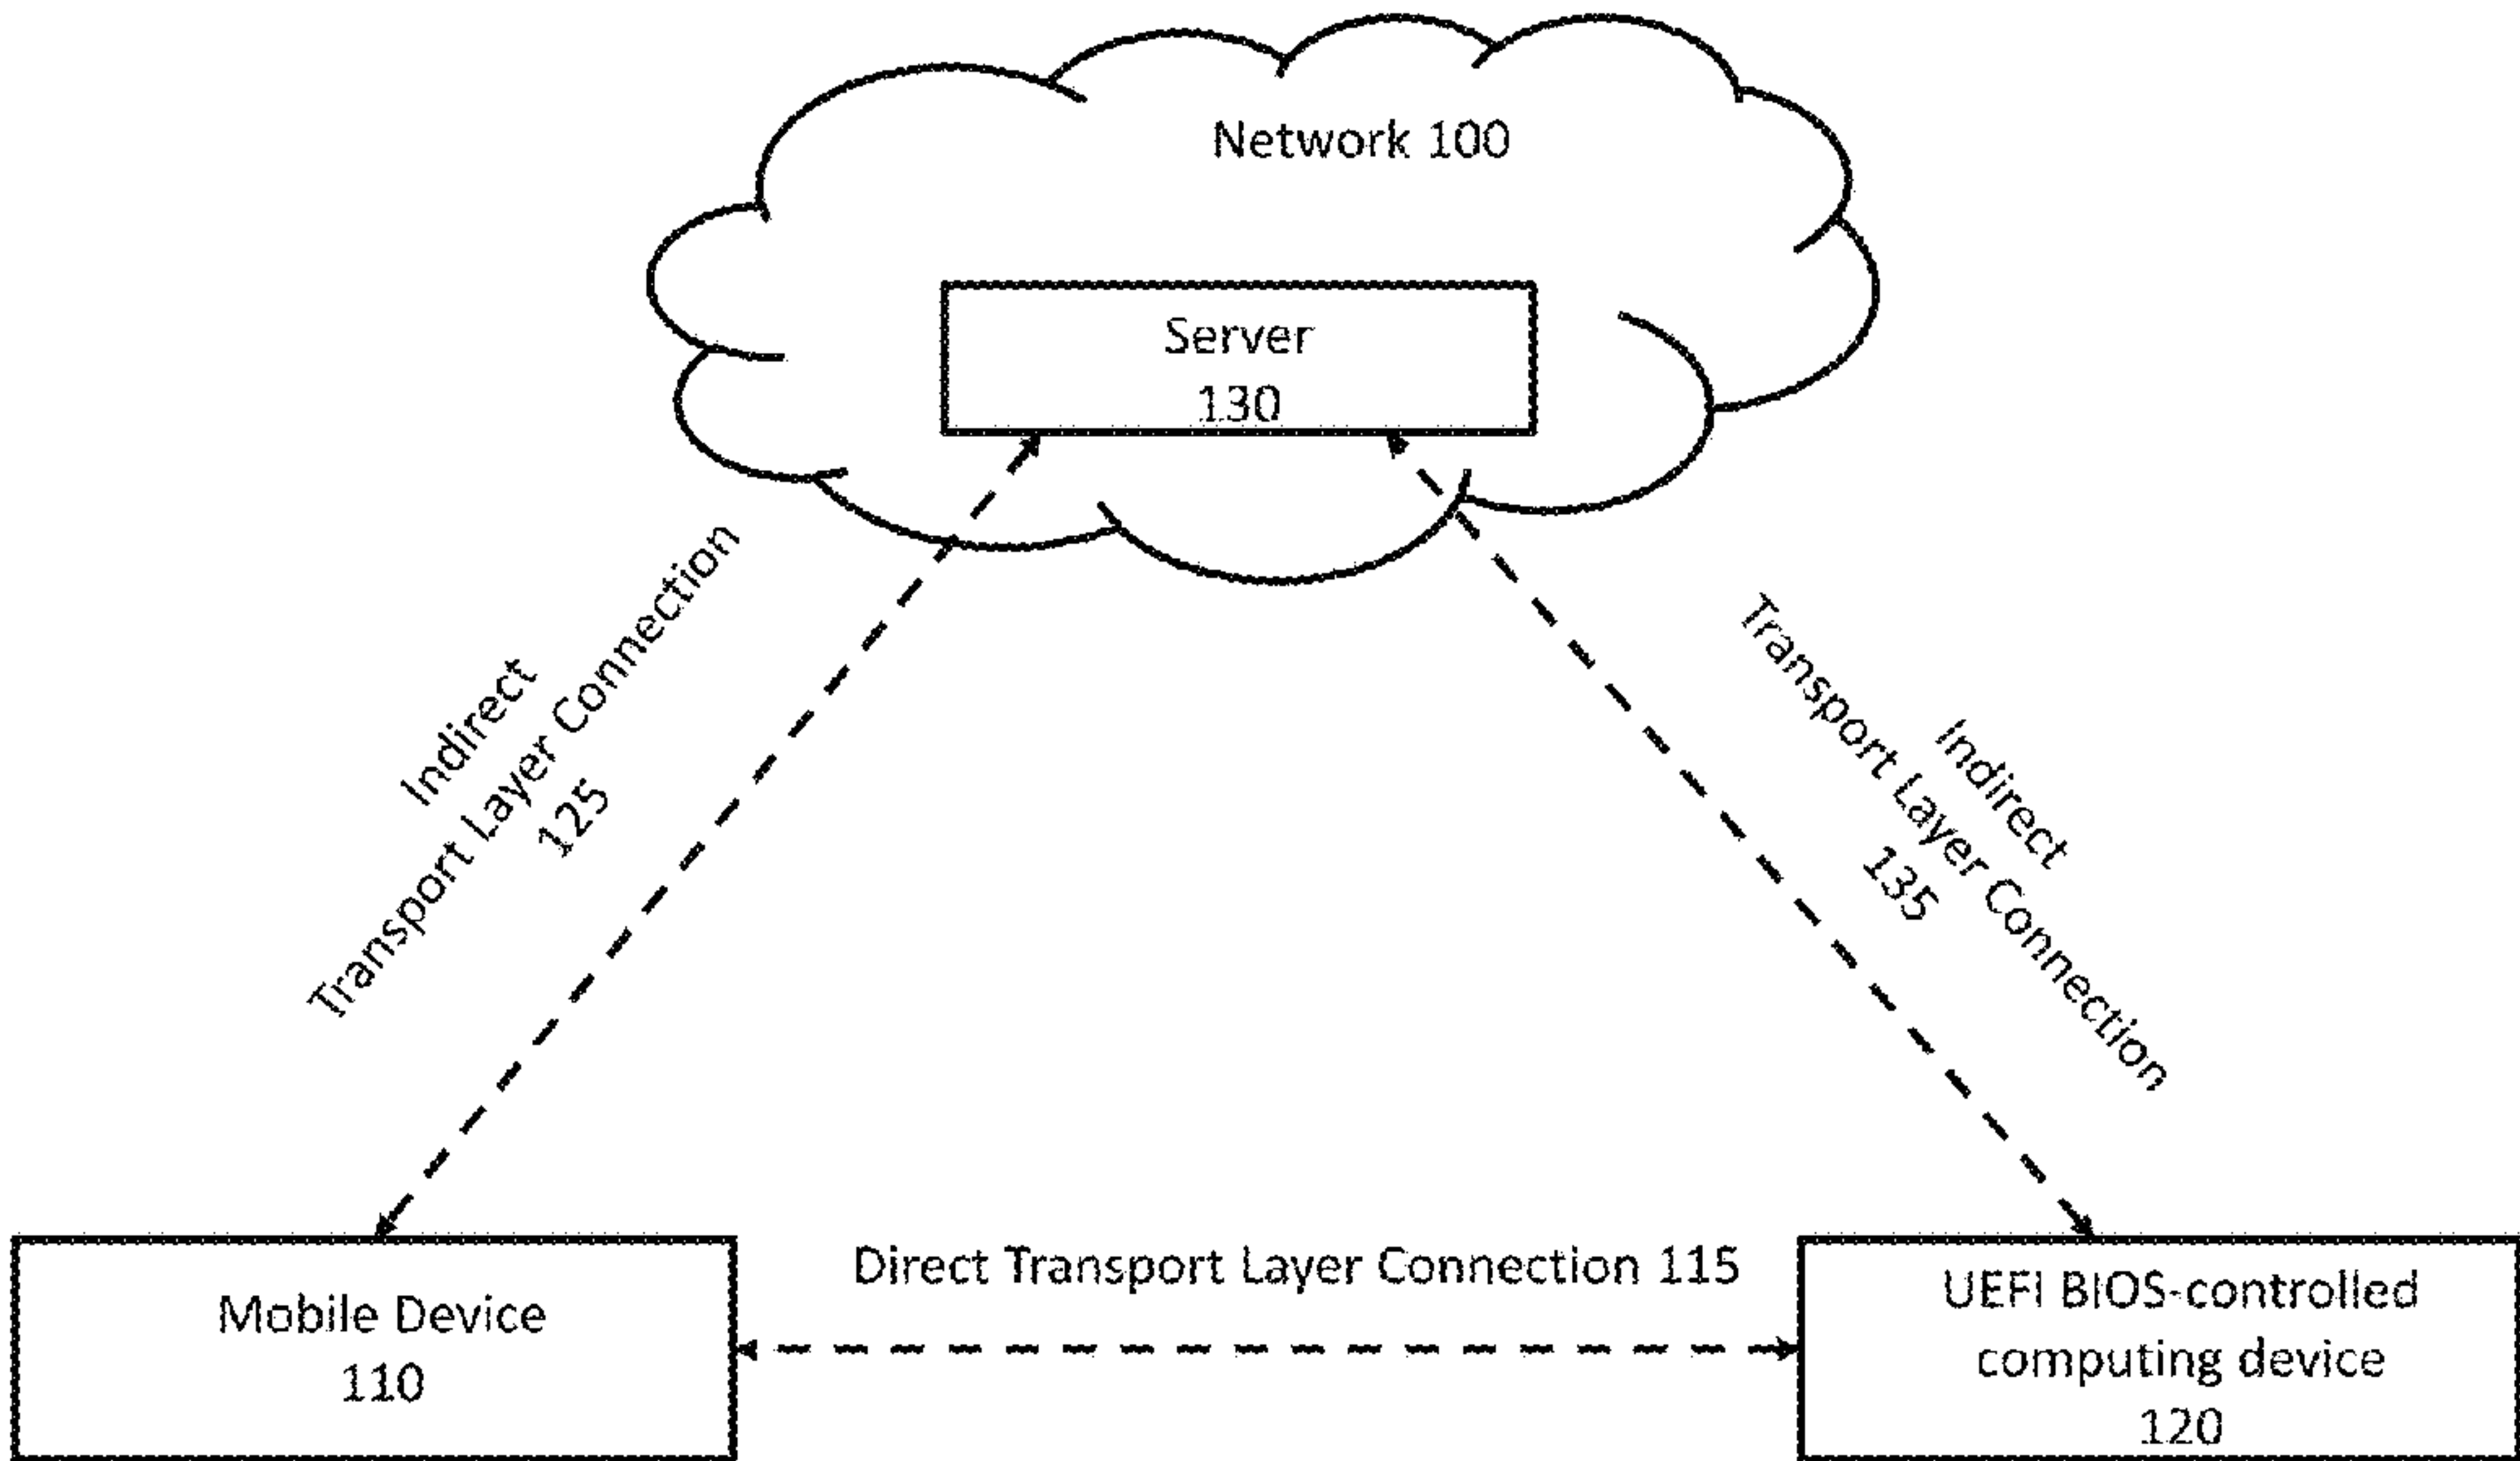 Network 100
Server
130
Indirect
Transport Layer Connection
125
Indirect
Transport Layer Connection
135
Direct Transport Layer Connection 115
Mobile Device
110
UEFI BIOS-controlled
computing device
120